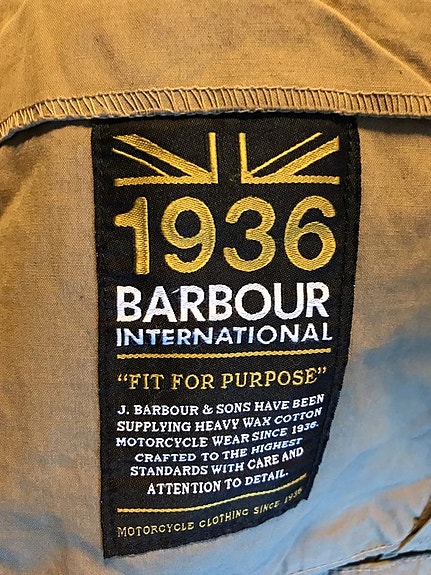 1936
BARBOUR
INTERNATIONAL
"FIT FOR PURPOSE"
J. BARBOUR & SONS HAVE BEEN
SUPPLYING HEAVY WAX COTTON
MOTORCYCLE WEAR SINCE 1936.
CRAFTED TO THE HIGHEST
STANDARDS WITH CARE AND
ATTENTION TO DETAIL.
MOTORCYCLE CLOTHING SINCE 1936